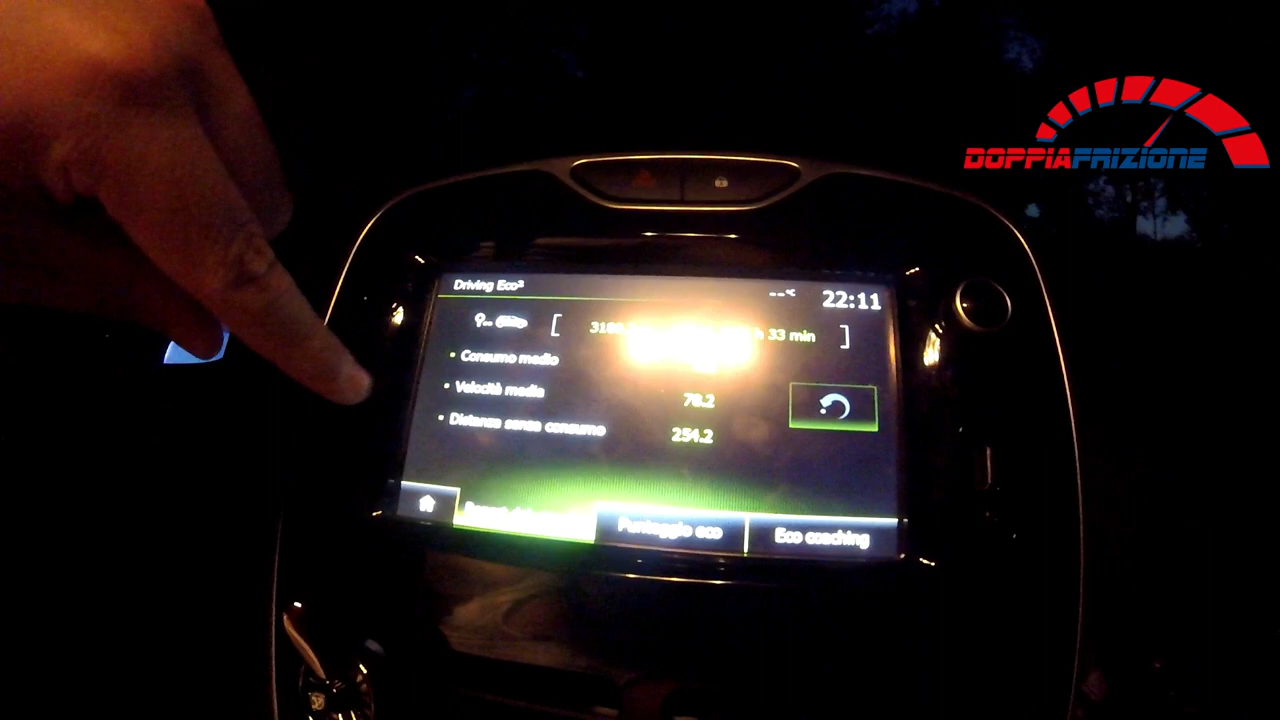 DOPPIAFRIZIONE
Driving Eco²
--°C 22:11
33 min
Consumo medio
Velocità media 78.2
Distanza senza consumo 254.2
Punteggio eco
Eco coaching